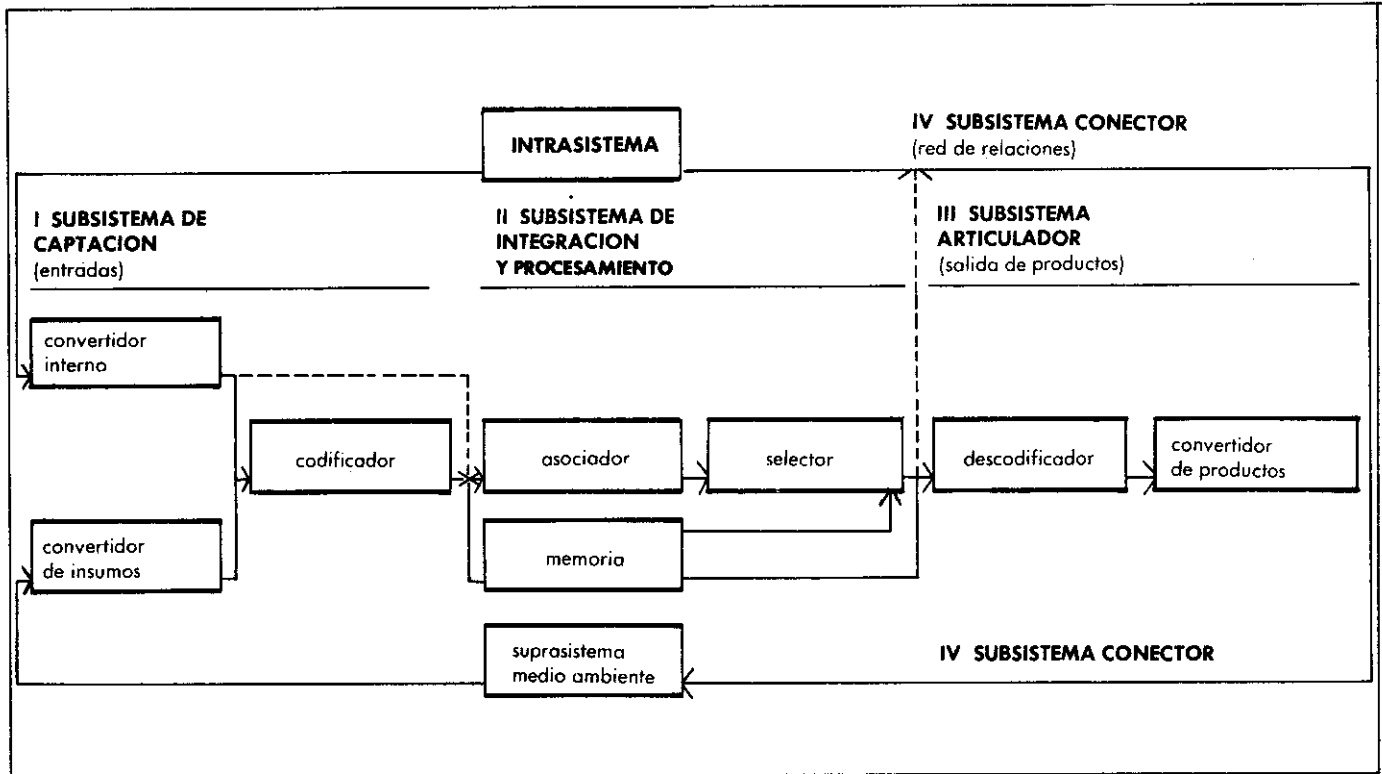 INTRASISTEMA
IV SUBSISTEMA CONECTOR
(red de relaciones)
I SUBSISTEMA DE
CAPTACION
(entradas)
II SUBSISTEMA DE
INTEGRACION
Y PROCESAMIENTO
III SUBSISTEMA
ARTICULADOR
(salida de productos)
convertidor
interno
codificador
asociador
selector
descodificador
convertidor
de productos
convertidor
de insumos
memoria
suprasistema
medio ambiente
IV SUBSISTEMA CONECTOR